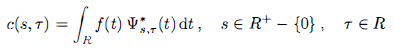 c(s, τ) = ∫_R f(t) Ψ*_{s,τ}(t) dt , s ∈ R⁺ − {0} , τ ∈ R